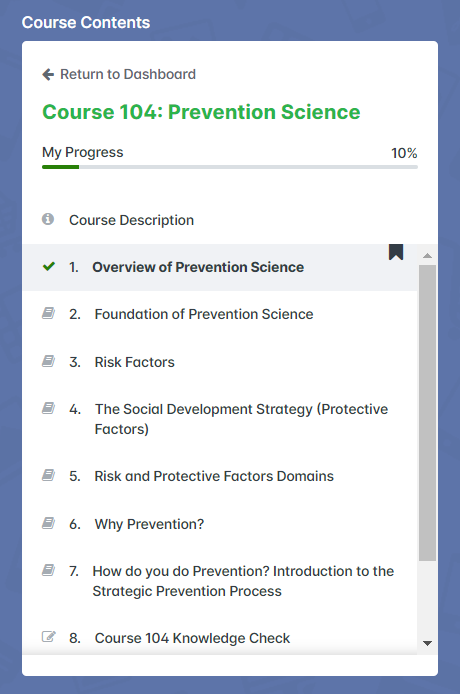 Course Contents
Return to Dashboard
Course 104: Prevention Science
My Progress 10%
Course Description
1. Overview of Prevention Science
2. Foundation of Prevention Science
3. Risk Factors
4. The Social Development Strategy (Protective
Factors)
5. Risk and Protective Factors Domains
6. Why Prevention?
7. How do you do Prevention? Introduction to the
Strategic Prevention Process
8. Course 104 Knowledge Check